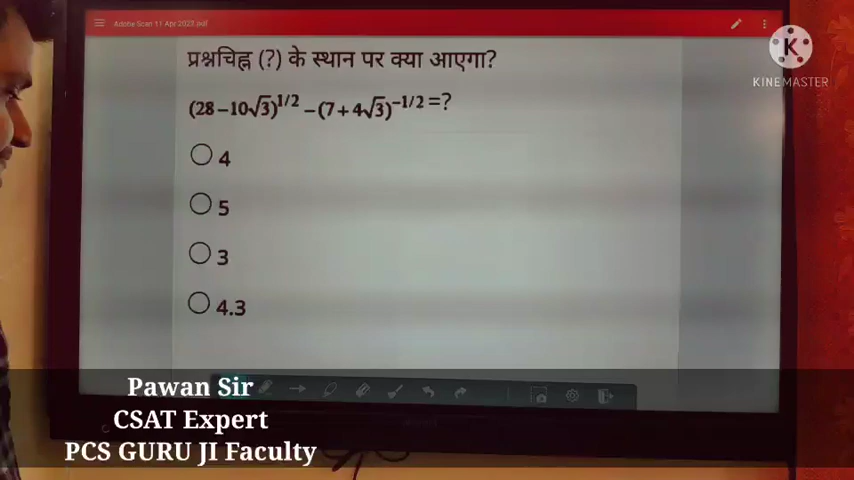 Adobe Scan 11 Apr 2023.pdf
K
KINEMASTER
प्रश्नचिह्न (?) के स्थान पर क्या आएगा?
(28 – 10√3)^1/2 – (7 + 4√3)^–1/2 = ?
4
5
3
4.3
Pawan Sir
CSAT Expert
PCS GURU JI Faculty